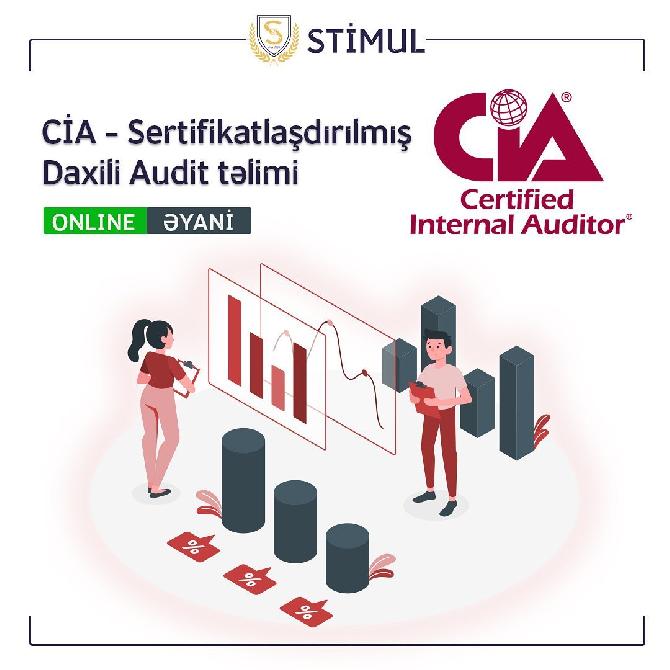 STİMUL
CİA - Sertifikatlaşdırılmış
Daxili Audit təlimi
ONLINE ƏYANİ
CIA®
Certified
Internal Auditor®
%
%
%